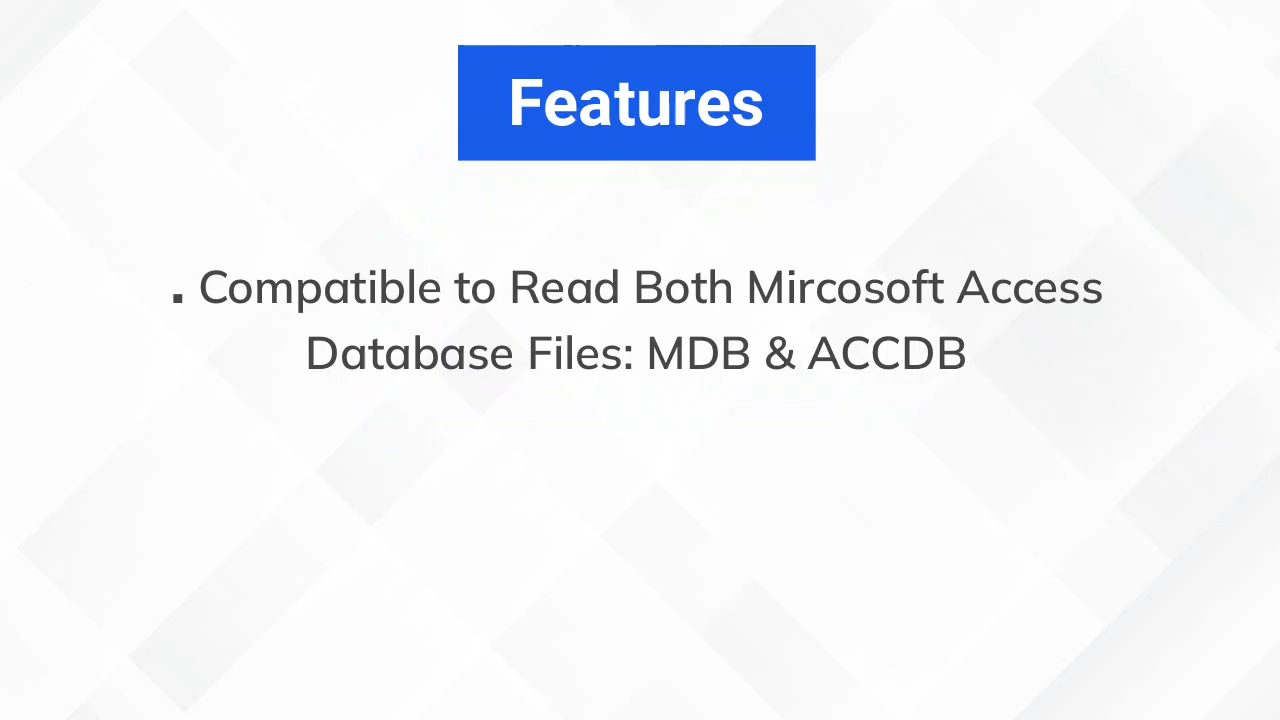 Features
. Compatible to Read Both Mircosoft Access
Database Files: MDB & ACCDB